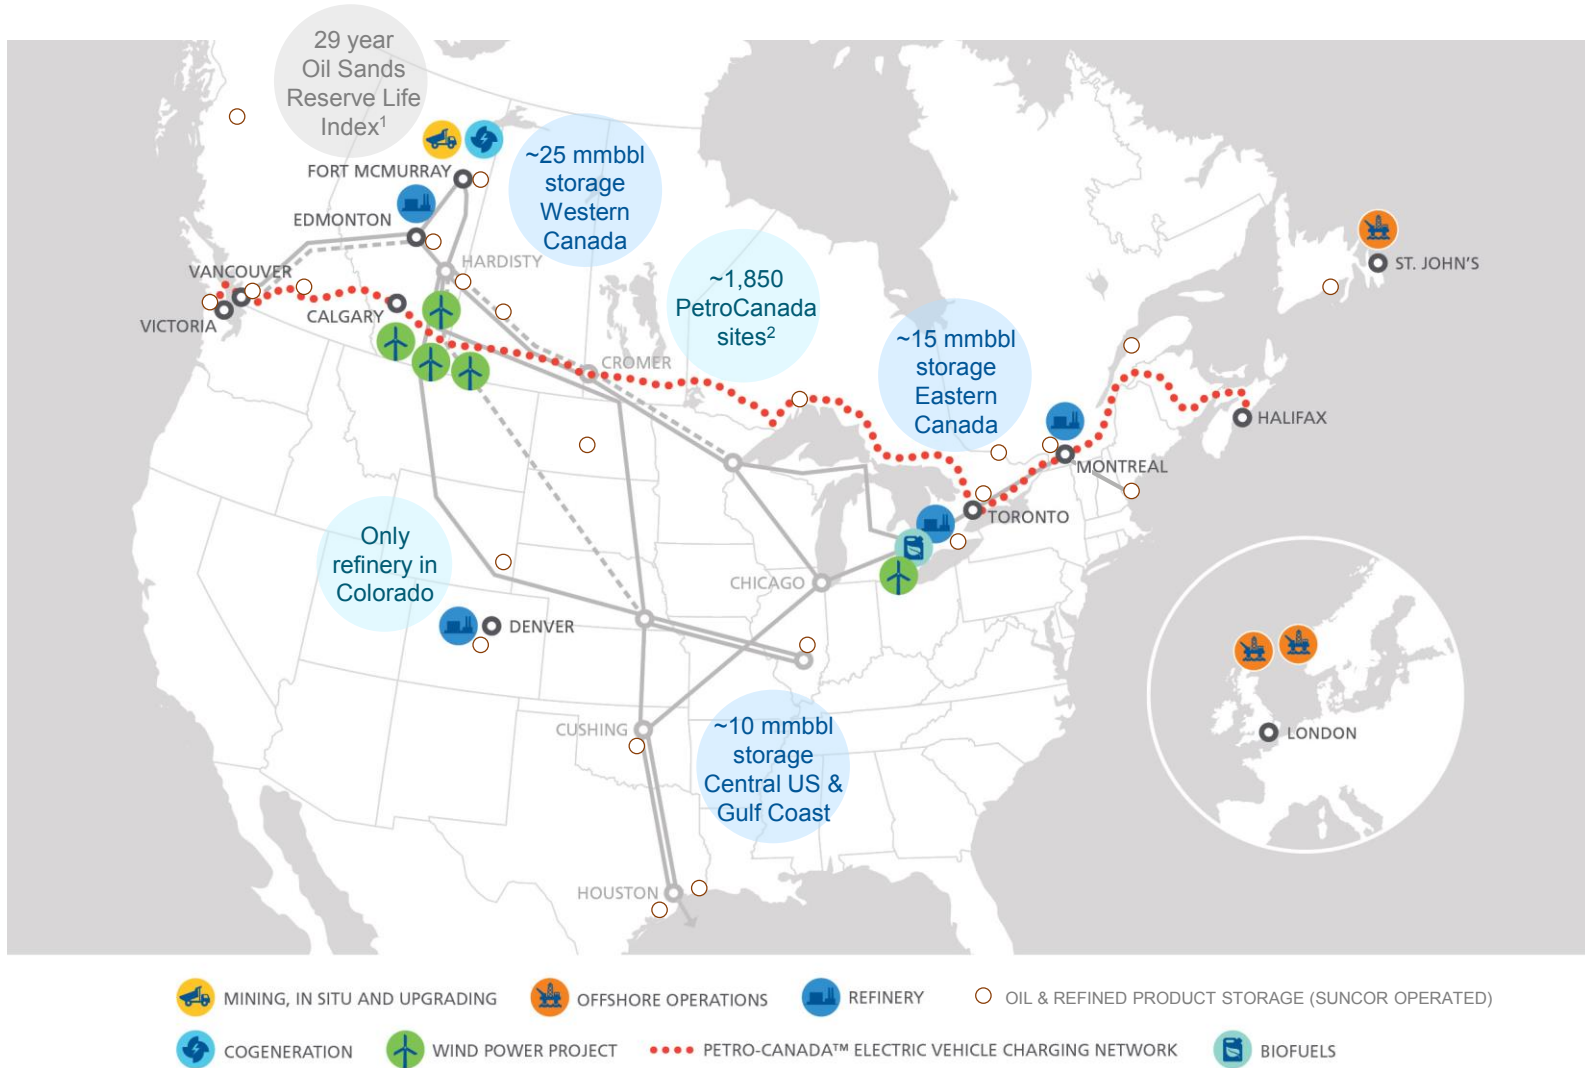 29 year
Oil Sands
Reserve Life
Index¹
FORT MCMURRAY
~25 mmbbl
storage
Western
Canada
EDMONTON
HARDISTY
VANCOUVER
VICTORIA
CALGARY
~1,850
PetroCanada
sites²
CROMER
~15 mmbbl
storage
Eastern
Canada
ST. JOHN'S
HALIFAX
MONTREAL
TORONTO
Only
refinery in
Colorado
CHICAGO
DENVER
CUSHING
~10 mmbbl
storage
Central US &
Gulf Coast
LONDON
HOUSTON
MINING, IN SITU AND UPGRADING
OFFSHORE OPERATIONS
REFINERY
OIL & REFINED PRODUCT STORAGE (SUNCOR OPERATED)
COGENERATION
WIND POWER PROJECT
PETRO-CANADA™ ELECTRIC VEHICLE CHARGING NETWORK
BIOFUELS